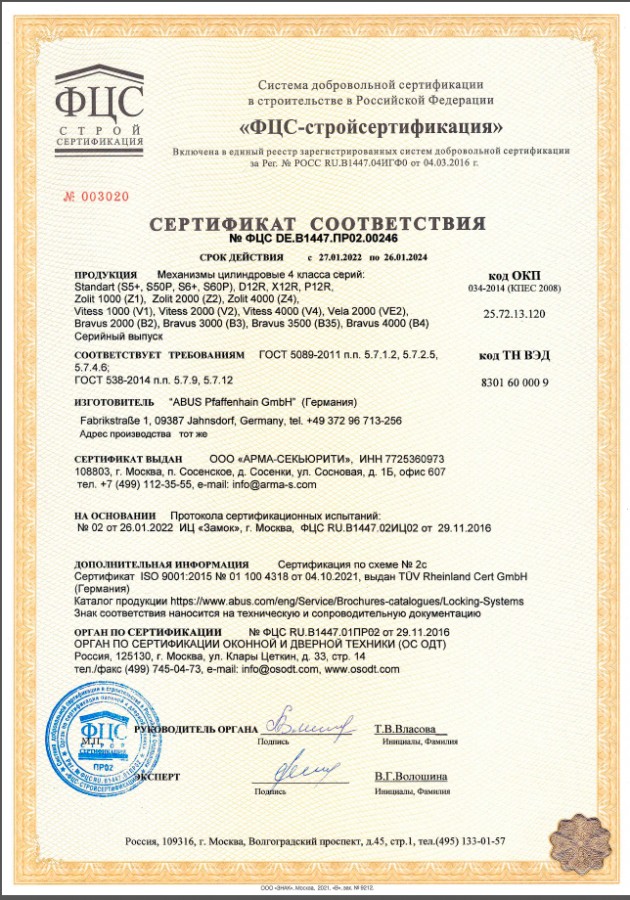 ФЦС
СТРОЙ
СЕРТИФИКАЦИЯ
Система добровольной сертификации
в строительстве в Российской Федерации
«ФЦС-стройсертификация»
Включена в единый реестр зарегистрированных систем добровольной сертификации
за Рег. № РОСС RU.В1447.04ИГФ0 от 04.03.2016 г.
№ 003020
СЕРТИФИКАТ СООТВЕТСТВИЯ
№ ФЦС DE.В1447.ПР02.00246
СРОК ДЕЙСТВИЯ с 27.01.2022 по 26.01.2024
ПРОДУКЦИЯ Механизмы цилиндровые 4 класса серий:
Standart (S5+, S50P, S6+, S60P), D12R, X12R, P12R,
Zolit 1000 (Z1), Zolit 2000 (Z2), Zolit 4000 (Z4),
Vitess 1000 (V1), Vitess 2000 (V2), Vitess 4000 (V4), Vela 2000 (VE2),
Bravus 2000 (B2), Bravus 3000 (B3), Bravus 3500 (B35), Bravus 4000 (B4)
Серийный выпуск
код ОКП
034-2014 (КПЕС 2008)
25.72.13.120
СООТВЕТСТВУЕТ ТРЕБОВАНИЯМ ГОСТ 5089-2011 п.п. 5.7.1.2, 5.7.2.5,
5.7.4.6;
ГОСТ 538-2014 п.п. 5.7.9, 5.7.12
код ТН ВЭД
8301 60 000 9
ИЗГОТОВИТЕЛЬ "ABUS Pfaffenhain GmbH" (Германия)
Fabrikstraße 1, 09387 Jahnsdorf, Germany, tel. +49 372 96 713-256
Адрес производства тот же
СЕРТИФИКАТ ВЫДАН ООО «АРМА-СЕКЬЮРИТИ», ИНН 7725360973
108803, г. Москва, п. Сосенское, д. Сосенки, ул. Сосновая, д. 1Б, офис 607
тел. +7 (499) 112-35-55, e-mail: info@arma-s.com
НА ОСНОВАНИИ Протокола сертификационных испытаний:
№ 02 от 26.01.2022 ИЦ «Замок», г. Москва, ФЦС RU.В1447.02ИЦ02 от 29.11.2016
ДОПОЛНИТЕЛЬНАЯ ИНФОРМАЦИЯ Сертификация по схеме № 2с
Сертификат ISO 9001:2015 № 01 100 4318 от 04.10.2021, выдан TÜV Rheinland Cert GmbH
(Германия)
Каталог продукции https://www.abus.com/eng/Service/Brochures-catalogues/Locking-Systems
Знак соответствия наносится на техническую и сопроводительную документацию
ОРГАН ПО СЕРТИФИКАЦИИ № ФЦС RU.В1447.01ПР02 от 29.11.2016
ОРГАН ПО СЕРТИФИКАЦИИ ОКОННОЙ И ДВЕРНОЙ ТЕХНИКИ (ОС ОДТ)
Россия, 125130, г. Москва, ул. Клары Цеткин, д. 33, стр. 14
тел./факс (499) 745-04-73, e-mail: info@osodt.com, www.osodt.com
ФЦС
СТРОЙ
СЕРТИФИКАЦИЯ
ПР02
М.П.
РУКОВОДИТЕЛЬ ОРГАНА Т.В.Власова
Подпись Инициалы, Фамилия
ЭКСПЕРТ В.Г.Волошина
Подпись Инициалы, Фамилия
Россия, 109316, г. Москва, Волгоградский проспект, д.45, стр.1, тел.(495) 133-01-57